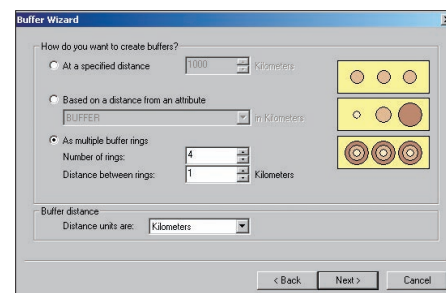 Buffer Wizard
How do you want to create buffers?
At a specified distance 1000 Kilometers
Based on a distance from an attribute
BUFFER in Kilometers
As multiple buffer rings
Number of rings: 4
Distance between rings: 1 Kilometers
Buffer distance
Distance units are: Kilometers
< Back Next > Cancel